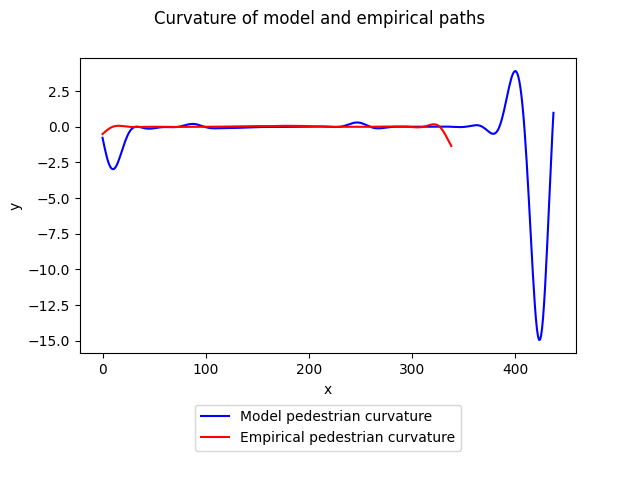 Curvature of model and empirical paths
2.5
0.0
−2.5
−5.0
−7.5
−10.0
−12.5
−15.0
y
0 100 200 300 400
x
Model pedestrian curvature
Empirical pedestrian curvature